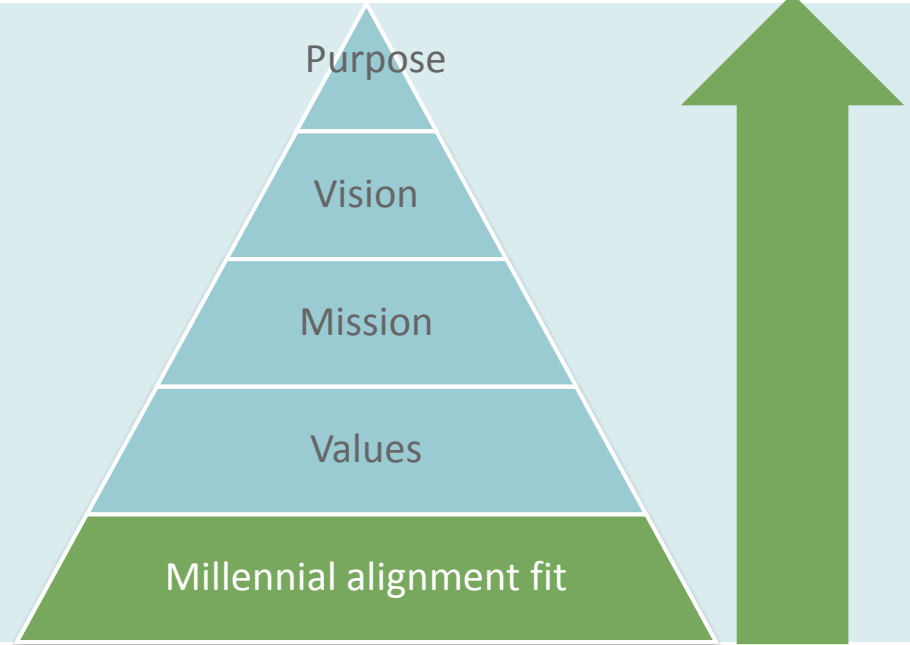 Purpose
Vision
Mission
Values
Millennial alignment fit